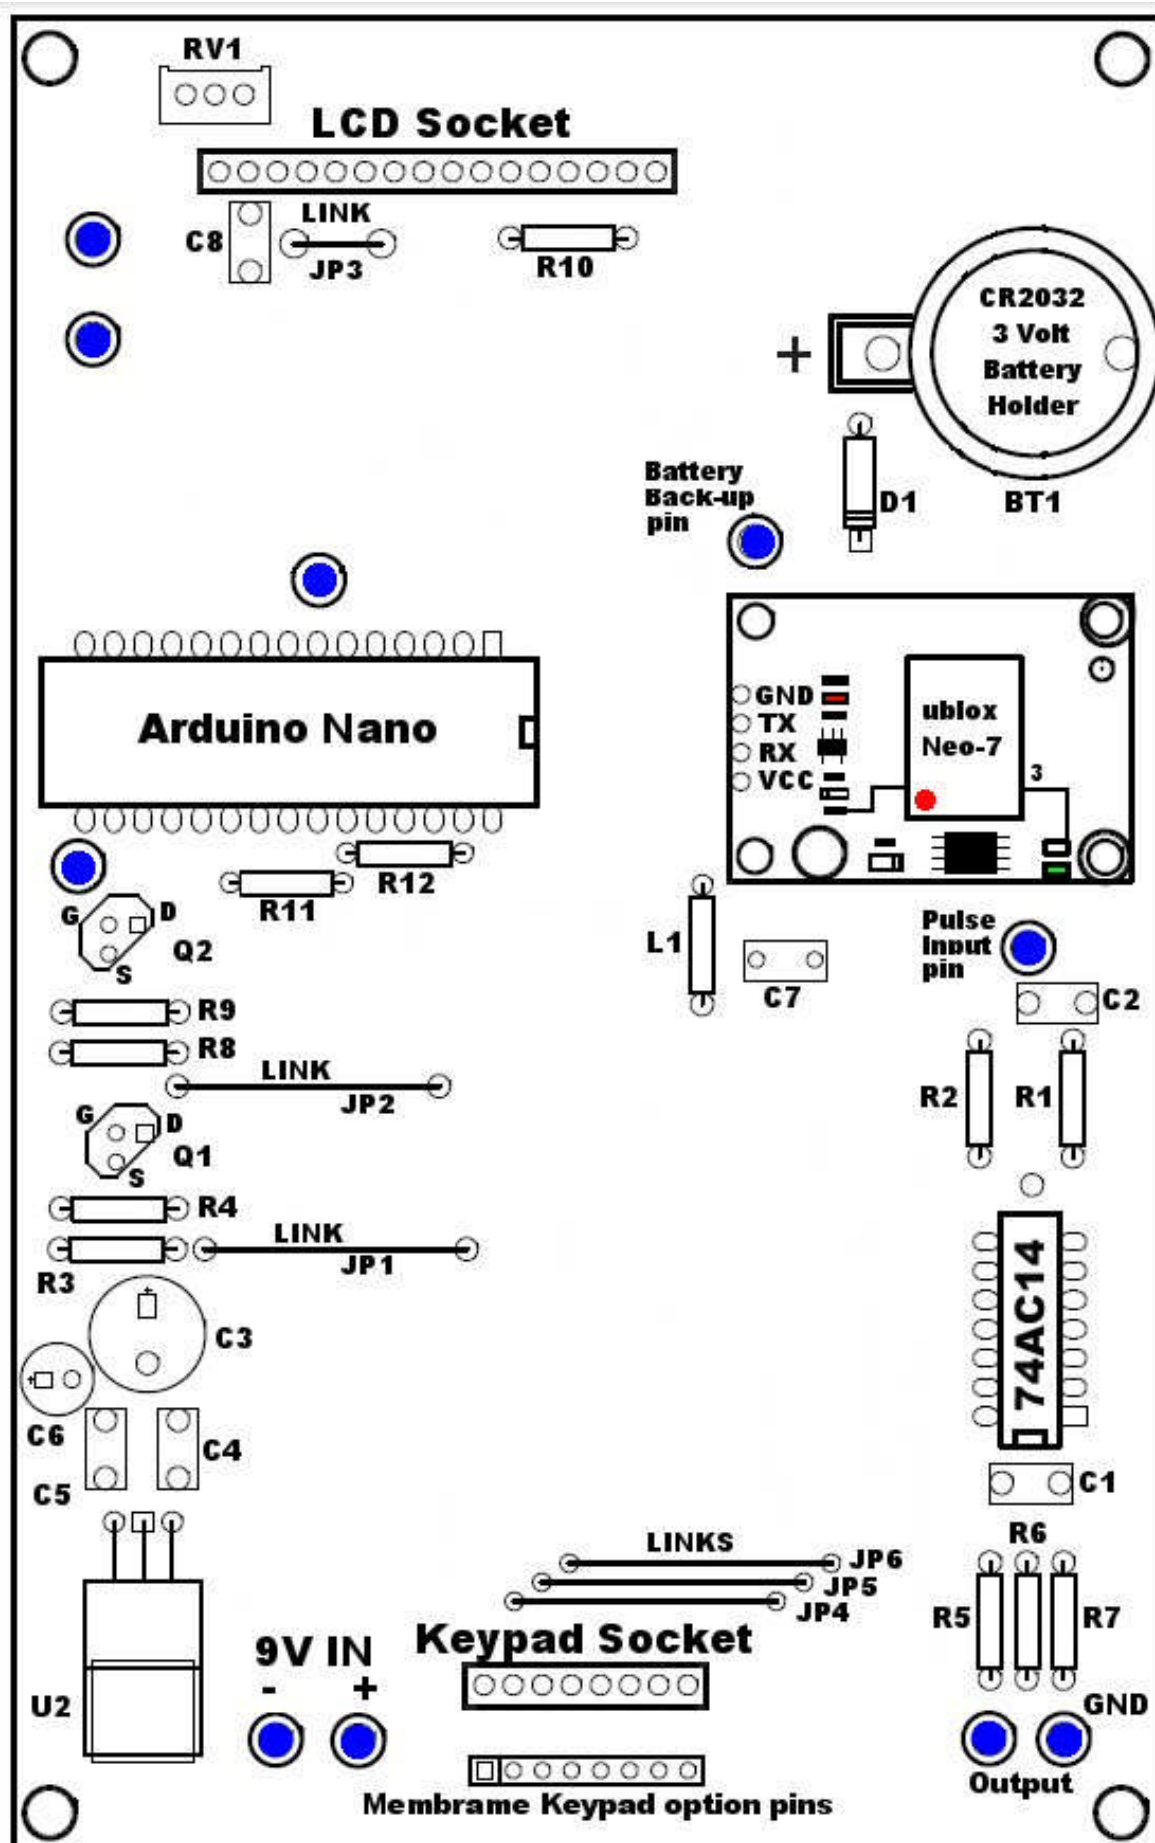 RV1
LCD Socket
LINK
C8
JP3
R10
CR2032
3 Volt
Battery
Holder
+
Battery
Back-up
pin
D1
BT1
Arduino Nano
GND
TX
RX
VCC
ublox
Neo-7
3
R12
R11
G
D
Q2
S
L1
C7
Pulse
Input
pin
C2
R9
R8
LINK
JP2
R2
R1
G
D
Q1
S
R4
LINK
JP1
R3
+
C3
74AC14
+
C6
C4
C5
C1
LINKS
JP6
JP5
JP4
R6
R5
R7
Keypad Socket
9V IN
- +
U2
GND
Output
Membrame Keypad option pins